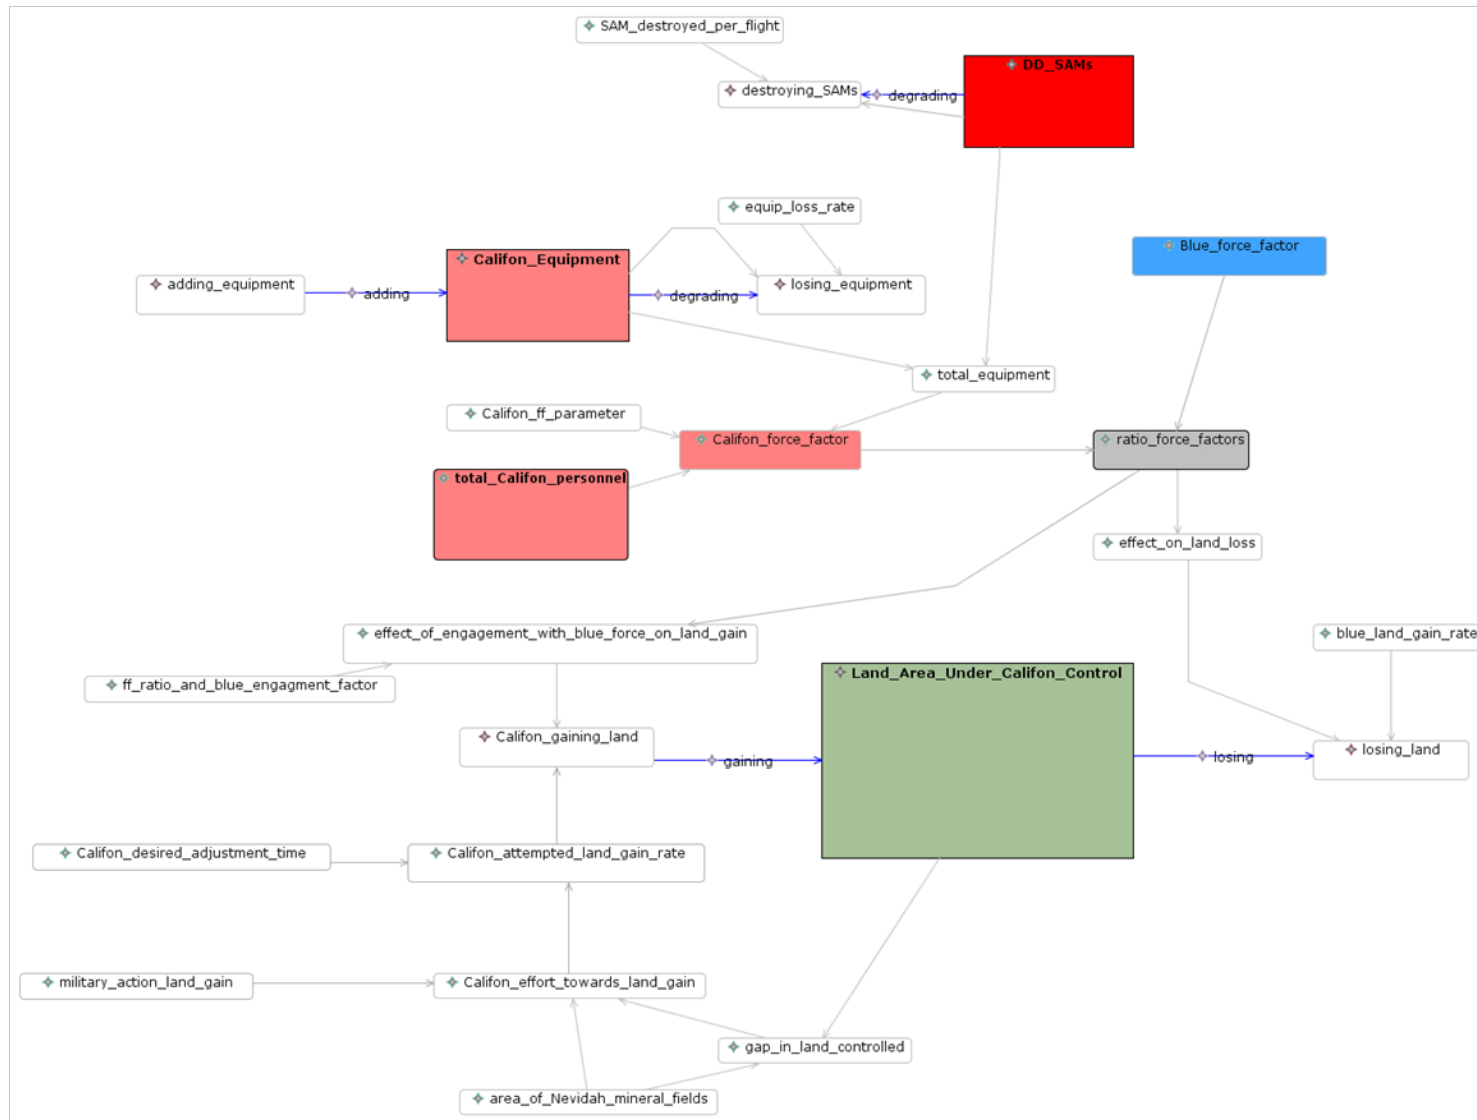 SAM_destroyed_per_flight
DD_SAMs
destroying_SAMs
degrading
equip_loss_rate
Blue_force_factor
Califon_Equipment
adding_equipment
adding
degrading
losing_equipment
total_equipment
Califon_ff_parameter
Califon_force_factor
ratio_force_factors
total_Califon_personnel
effect_on_land_loss
effect_of_engagement_with_blue_force_on_land_gain
blue_land_gain_rate
ff_ratio_and_blue_engagment_factor
Land_Area_Under_Califon_Control
Califon_gaining_land
gaining
losing
losing_land
Califon_desired_adjustment_time
Califon_attempted_land_gain_rate
military_action_land_gain
Califon_effort_towards_land_gain
gap_in_land_controlled
area_of_Nevidah_mineral_fields